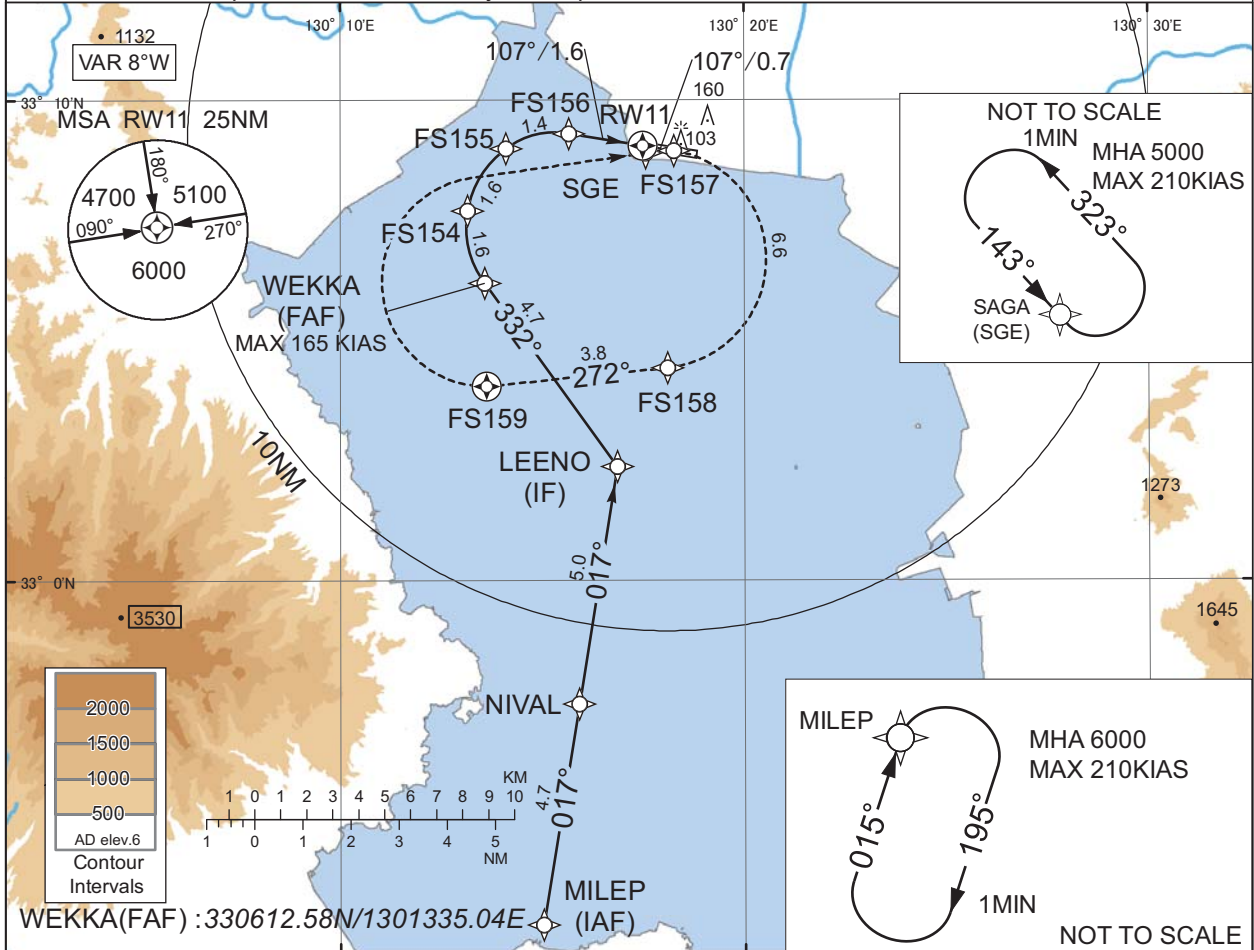 130° 10'E
130° 20'E
130° 30'E
1132
VAR 8°W
107°/1.6
107°/0.7
33° 10'N
MSA RW11 25NM
FS156
RW11
160
103
FS155
1.4
SGE
FS157
180°
4700
5100
090°
270°
6000
1.6
FS154
1.6
6.6
WEKKA
(FAF)
MAX 165 KIAS
4.7
332°
3.8
272°
FS159
FS158
NOT TO SCALE
1MIN
MHA 5000
MAX 210KIAS
323°
143°
SAGA
(SGE)
10NM
LEENO
(IF)
1273
5.0
017°
33° 0'N
3530
1645
NIVAL
2000
1500
1000
500
AD elev.6
Contour
Intervals
KM
1 0 1 2 3 4 5 6 7 8 9 10
1 0 1 2 3 4 5
NM
4.7
017°
MILEP
(IAF)
WEKKA(FAF) :330612.58N/1301335.04E
MILEP
MHA 6000
MAX 210KIAS
015°
195°
1MIN
NOT TO SCALE